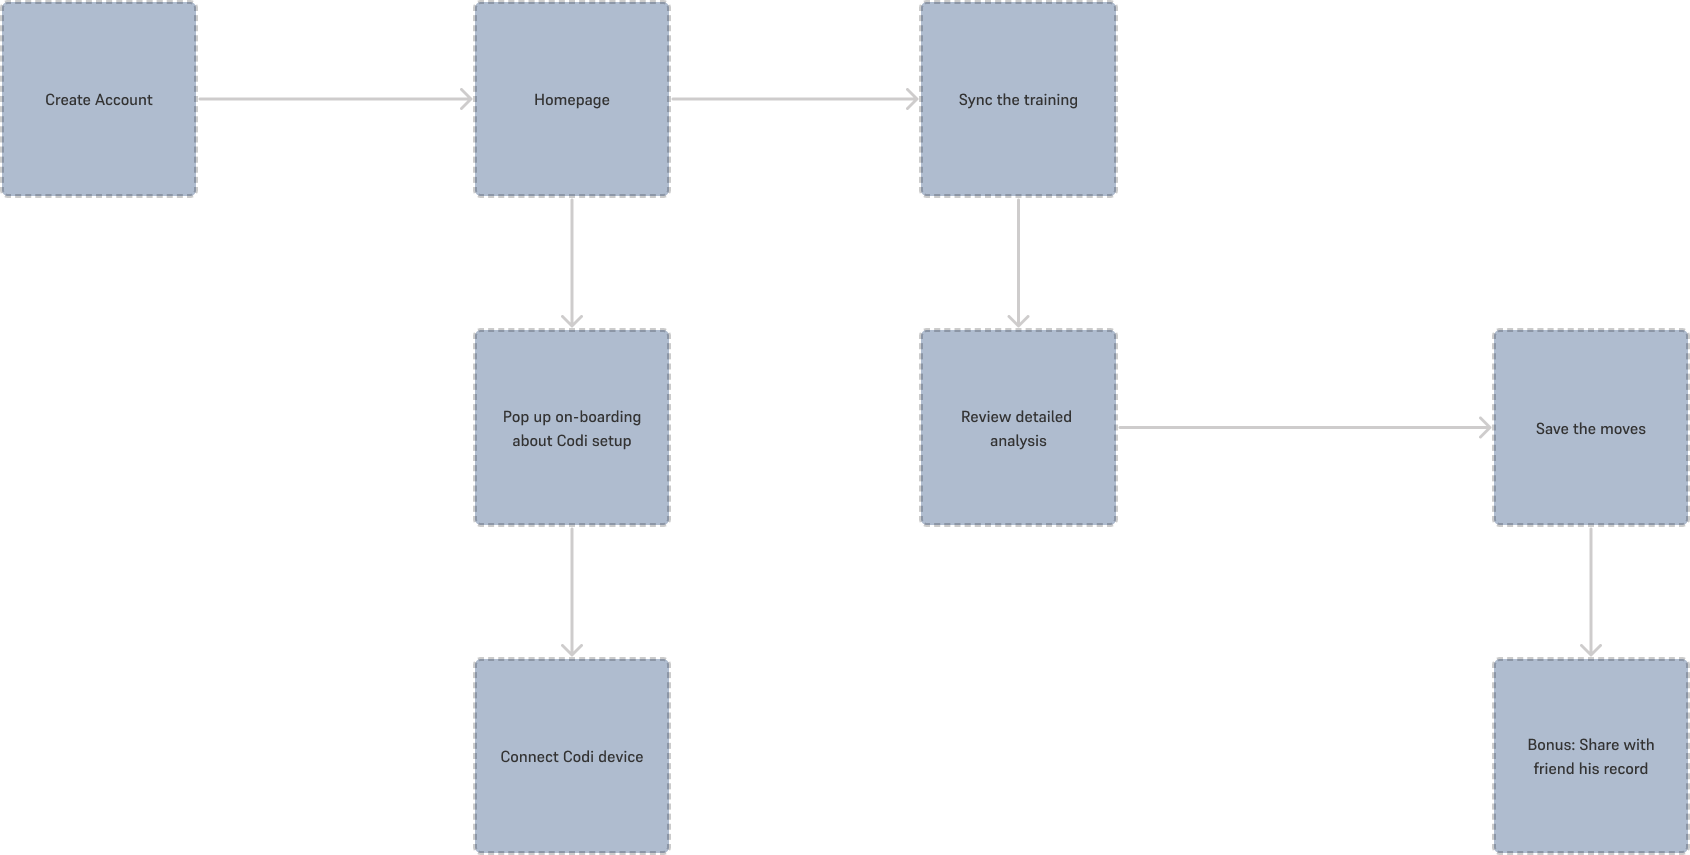 Create Account
Homepage
Sync the training
Pop up on-boarding
about Codi setup
Review detailed
analysis
Save the moves
Connect Codi device
Bonus: Share with
friend his record